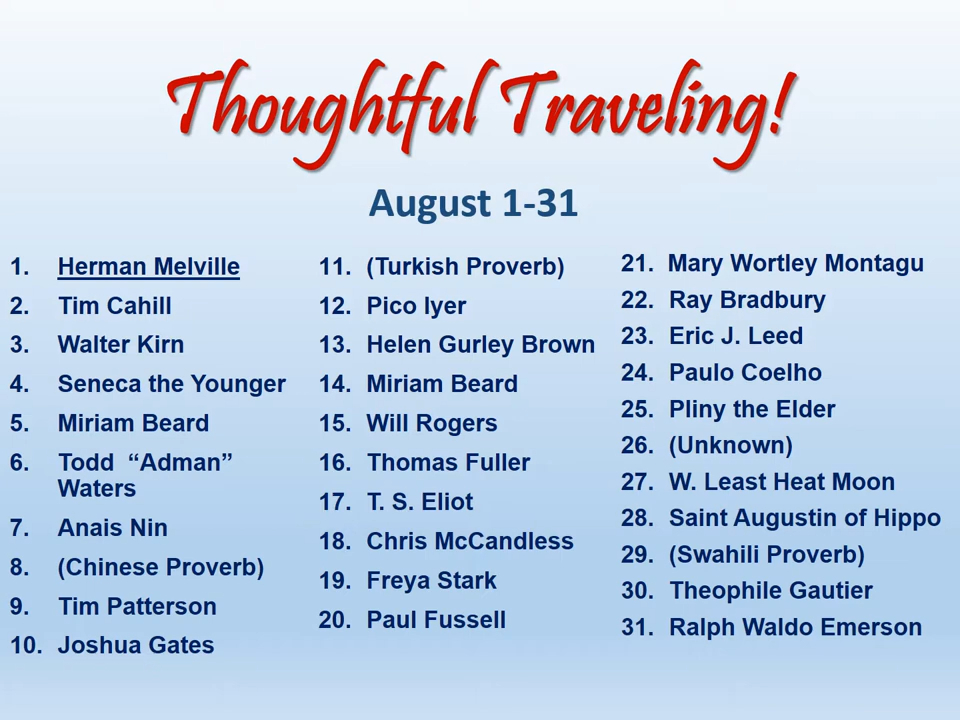 Thoughtful Traveling!
August 1-31
1. Herman Melville
2. Tim Cahill
3. Walter Kirn
4. Seneca the Younger
5. Miriam Beard
6. Todd “Adman”
Waters
7. Anais Nin
8. (Chinese Proverb)
9. Tim Patterson
10. Joshua Gates
11. (Turkish Proverb)
12. Pico Iyer
13. Helen Gurley Brown
14. Miriam Beard
15. Will Rogers
16. Thomas Fuller
17. T. S. Eliot
18. Chris McCandless
19. Freya Stark
20. Paul Fussell
21. Mary Wortley Montagu
22. Ray Bradbury
23. Eric J. Leed
24. Paulo Coelho
25. Pliny the Elder
26. (Unknown)
27. W. Least Heat Moon
28. Saint Augustin of Hippo
29. (Swahili Proverb)
30. Theophile Gautier
31. Ralph Waldo Emerson